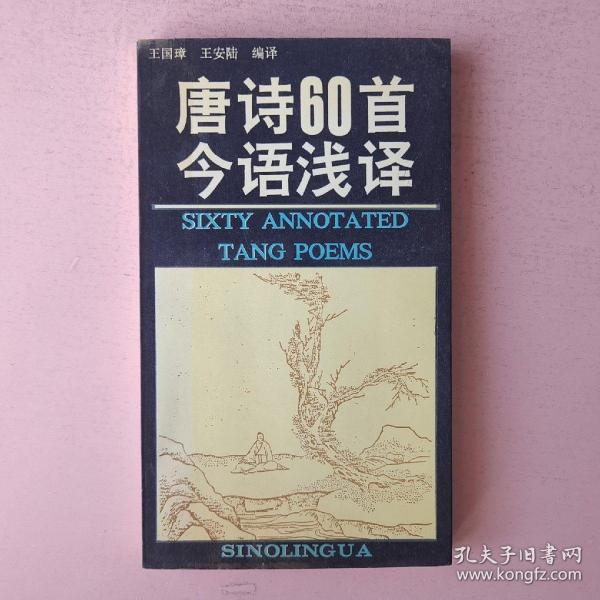 王国璋 王安陆 编译
唐诗60首
今语浅译
SIXTY ANNOTATED
TANG POEMS
SINOLINGUA
孔夫子旧书网
www.kongfz.com